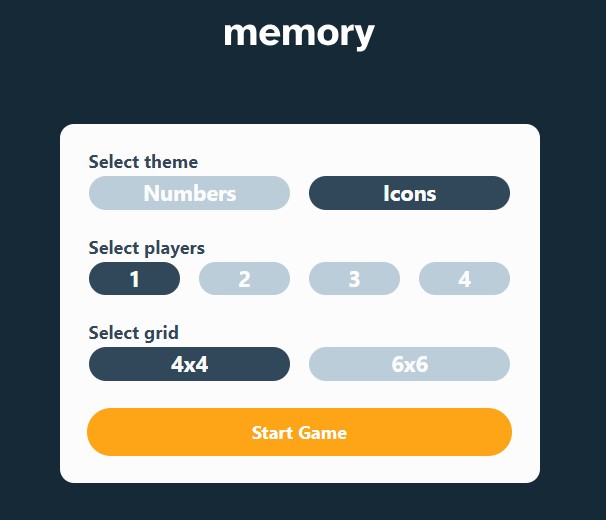 memory
Select theme
Numbers Icons
Select players
1 2 3 4
Select grid
4x4 6x6
Start Game